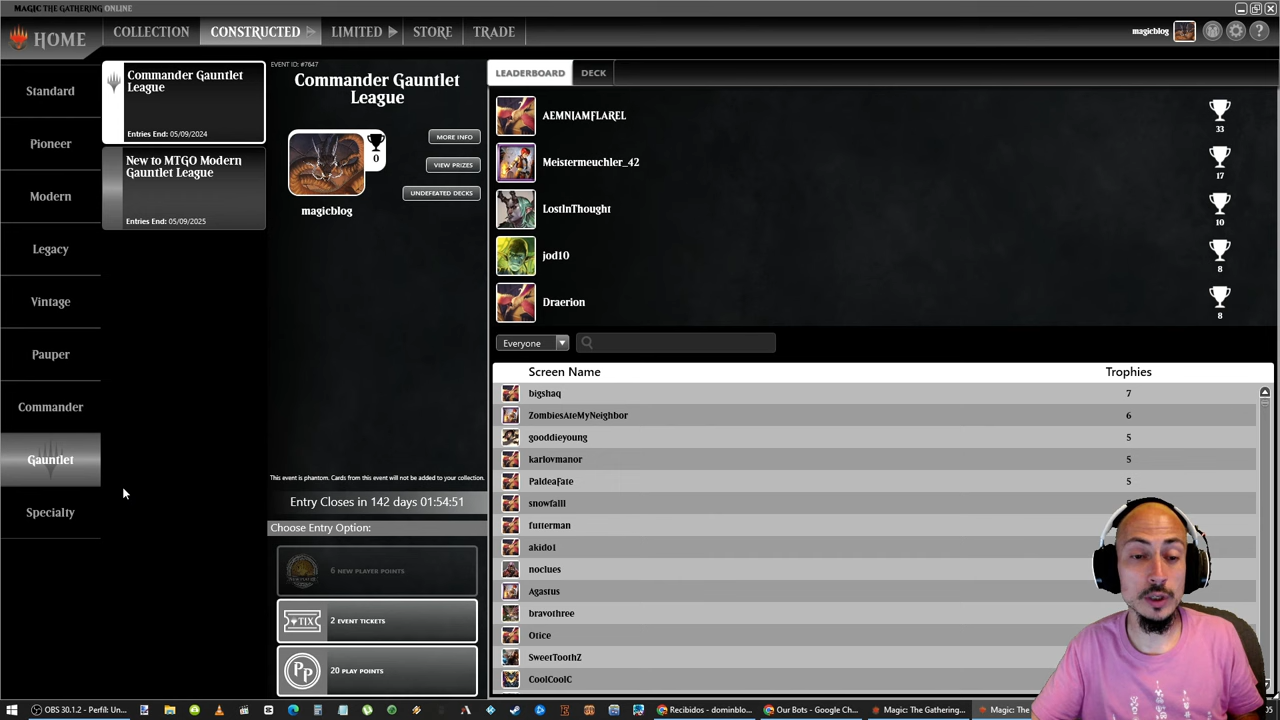 MAGIC THE GATHERING ONLINE
HOME
COLLECTION
CONSTRUCTED
LIMITED
STORE
TRADE
magicblog
?
Standard
Pioneer
Modern
Legacy
Vintage
Pauper
Commander
Gauntlet
Specialty
Commander Gauntlet
League
Entries End: 05/09/2024
New to MTGO Modern
Gauntlet League
Entries End: 05/09/2025
EVENT ID: #7647
Commander Gauntlet
League
0
MORE INFO
VIEW PRIZES
UNDEFEATED DECKS
magicblog
This event is phantom. Cards from this event will not be added to your collection.
Entry Closes in 142 days 01:54:51
Choose Entry Option:
6 NEW PLAYER POINTS
TIX
2 EVENT TICKETS
PP
20 PLAY POINTS
LEADERBOARD
DECK
AEMNIAMFLAREL
33
Meistermeuchler_42
17
LostInThought
10
jod10
8
Draerion
8
Everyone
Screen Name Trophies
bigshaq 7
ZombiesAteMyNeighbor 6
gooddieyoung 5
karlovmanor 5
PaldeaFate 5
snowfalll
futterman
akido1
noclues
Agastus
bravothree
Otice
SweetToothZ
CoolCoolC
OBS 30.1.2 - Perfil: Un...
Recibidos - dominblo...
Our Bots - Google Ch...
Magic: The Gathering...
Magic: The